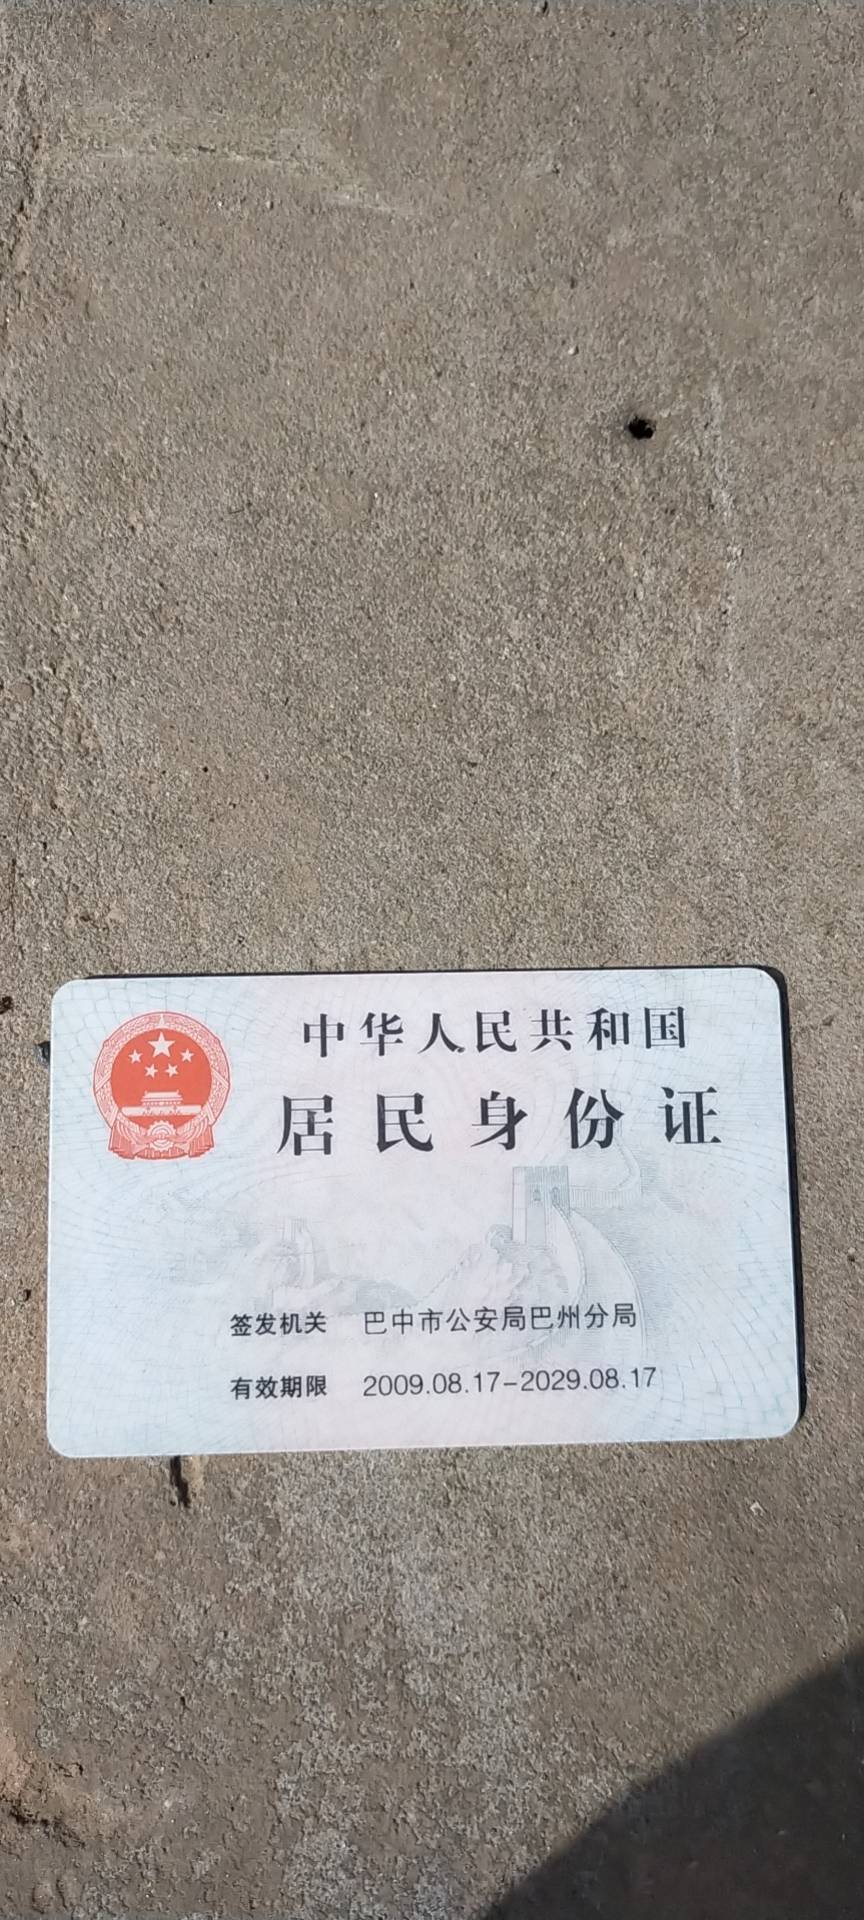 中华人民共和国
居民身份证
签发机关 巴中市公安局巴州分局
有效期限 2009.08.17-2029.08.17